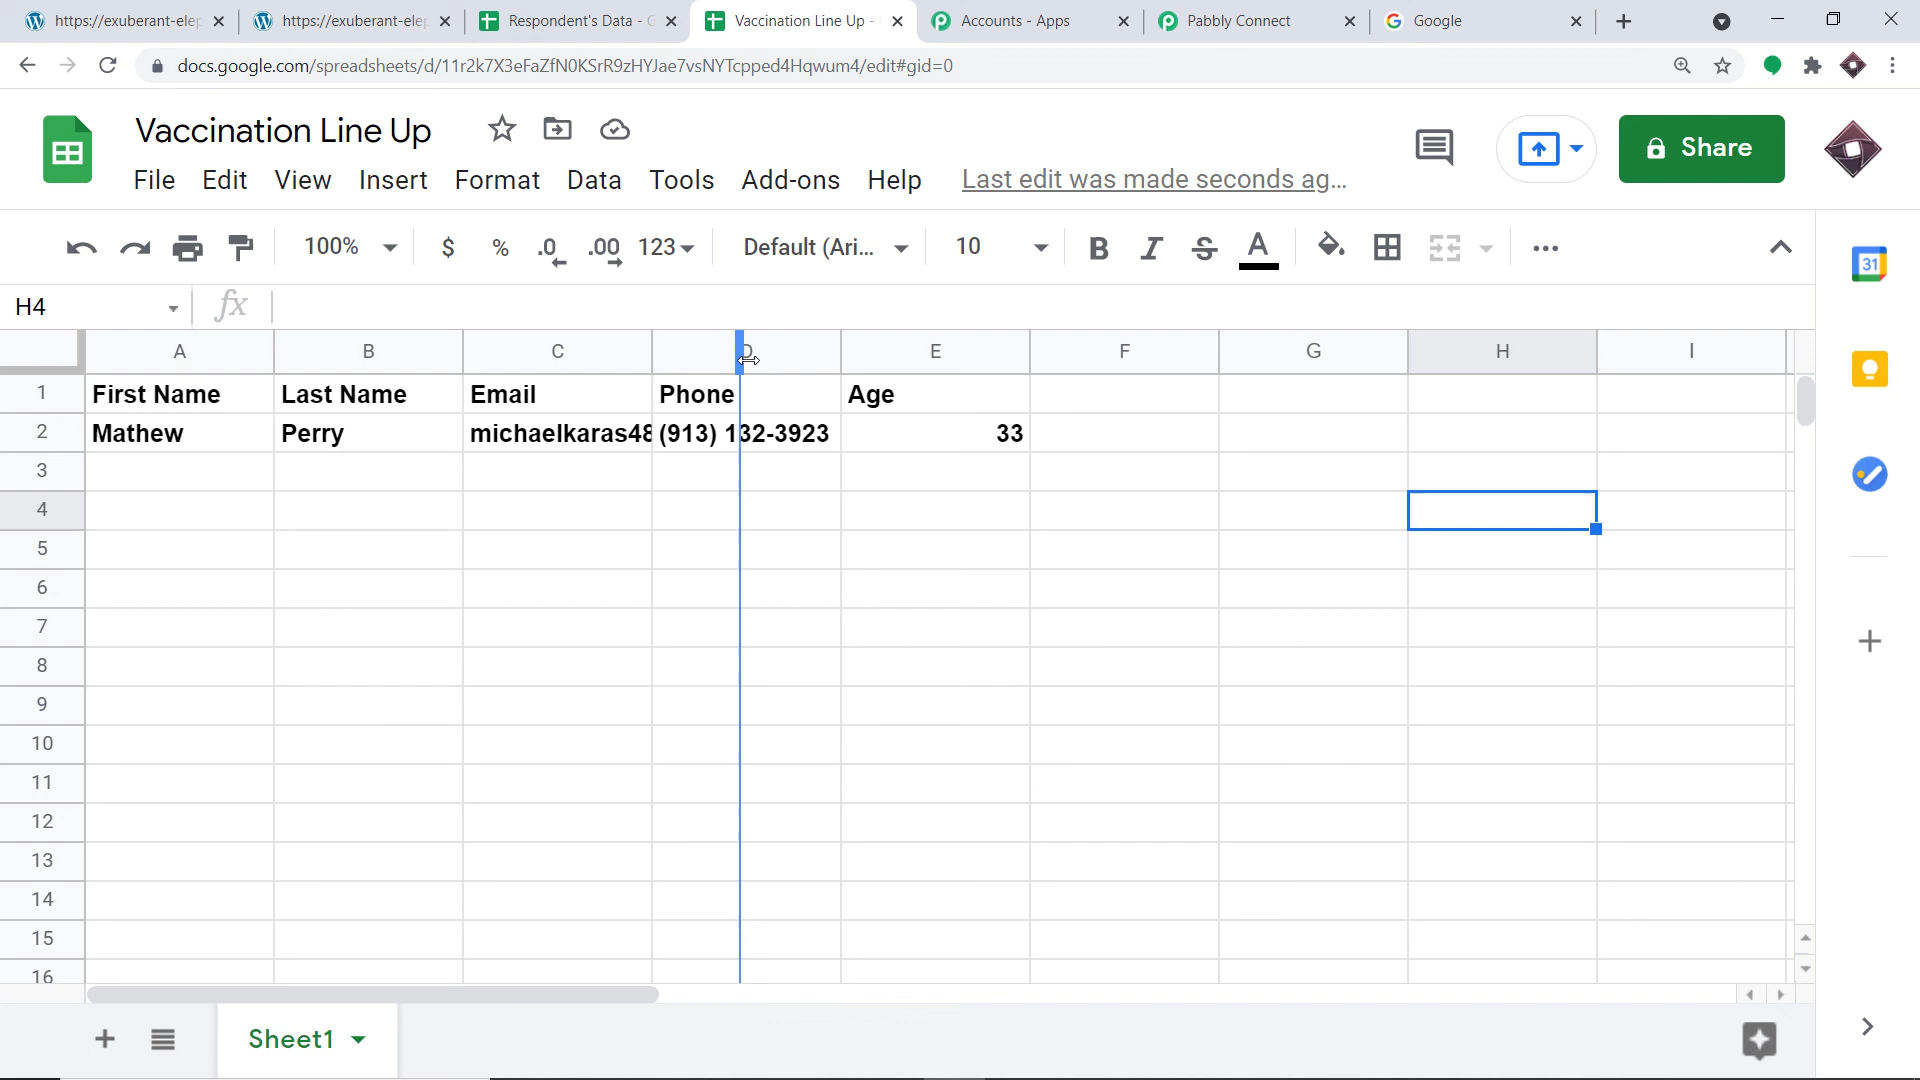 https://exuberant-elep
https://exuberant-elep
Respondent's Data - G
Vaccination Line Up -
Accounts - Apps
Pabbly Connect
Google
docs.google.com/spreadsheets/d/11r2k7X3eFaZfN0KSrR9zHYJae7vsNYTcpped4Hqwum4/edit#gid=0
Vaccination Line Up
Share
File Edit View Insert Format Data Tools Add-ons Help Last edit was made seconds ag...
100% $ % .0 .00 123 Default (Ari... 10 B I S A
31
H4 fx
A B C D E F G H I
1 First Name Last Name Email Phone Age
2 Mathew Perry michaelkaras48 (913) 132-3923 33
3
4
5
6
7
8
9
10
11
12
13
14
15
16
Sheet1